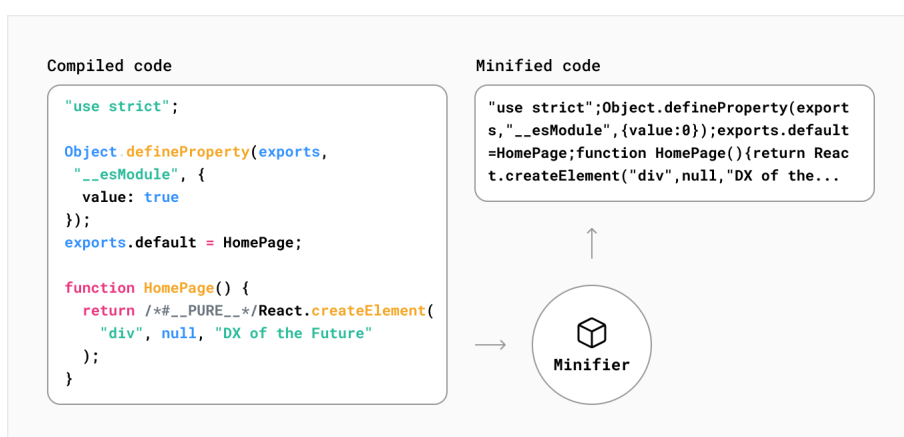 Compiled code
"use strict";
Object.defineProperty(exports,
"__esModule", {
value: true
});
exports.default = HomePage;
function HomePage() {
return /*#__PURE__*/React.createElement(
"div", null, "DX of the Future"
);
}
Minified code
"use strict";Object.defineProperty(export
s,"__esModule",{value:0});exports.default
=HomePage;function HomePage(){return Reac
t.createElement("div",null,"DX of the...
Minifier